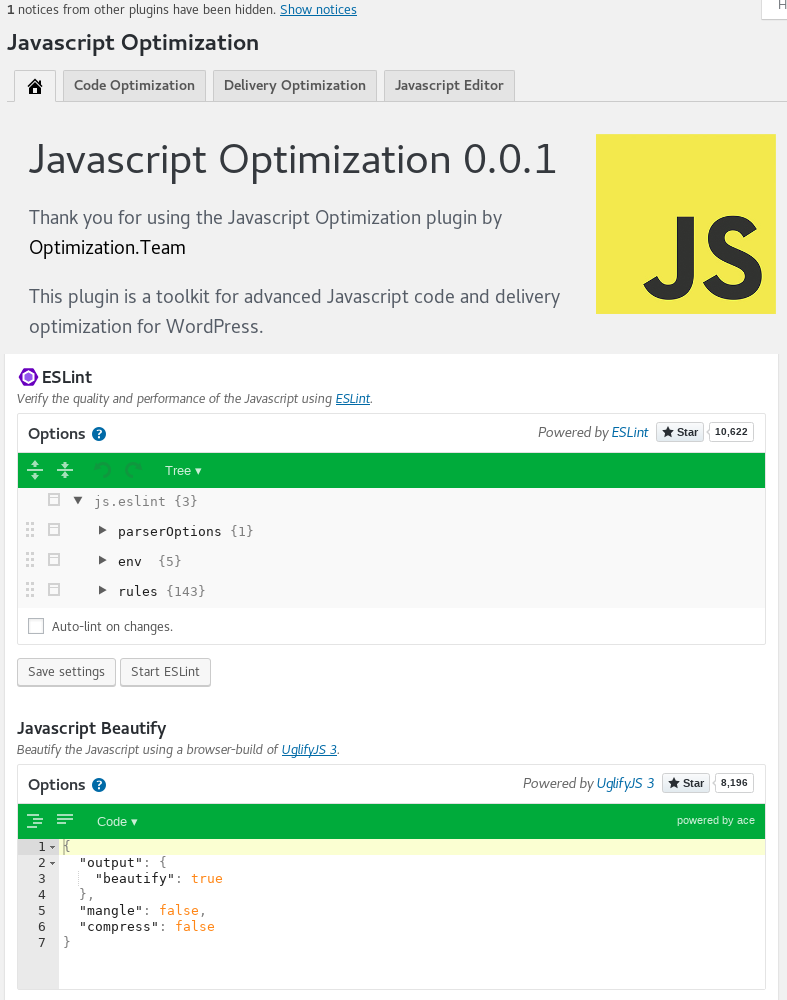 1 notices from other plugins have been hidden. Show notices
H
Javascript Optimization
Code Optimization
Delivery Optimization
Javascript Editor
Javascript Optimization 0.0.1
Thank you for using the Javascript Optimization plugin by
Optimization.Team
This plugin is a toolkit for advanced Javascript code and delivery
optimization for WordPress.
JS
ESLint
Verify the quality and performance of the Javascript using ESLint.
Options ?
Powered by ESLint
Star
10,622
Tree ▾
js.eslint {3}
parserOptions {1}
env {5}
rules {143}
Auto-lint on changes.
Save settings
Start ESLint
Javascript Beautify
Beautify the Javascript using a browser-build of UglifyJS 3.
Options ?
Powered by UglifyJS 3
Star
8,196
Code ▾
powered by ace
1 {
2 "output": {
3 "beautify": true
4 },
5 "mangle": false,
6 "compress": false
7 }